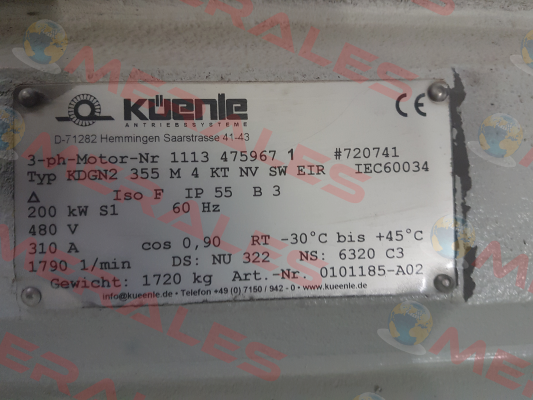 KÜENLE
ANTRIEBSSYSTEME
CE
D-71282 Hemmingen Saarstrasse 41-43
3-ph-Motor-Nr 1113 475967 1 #720741
Typ KDGN2 355 M 4 KT NV SW EIR IEC60034
Δ Iso F IP 55 B 3
200 kW S1 60 Hz
480 V
310 A cos 0,90 RT -30°C bis +45°C
1790 1/min DS: NU 322 NS: 6320 C3
Gewicht: 1720 kg Art.-Nr. 0101185-A02
info@kueenle.de • Telefon +49 (0) 7150 / 942 - 0 • www.kueenle.de
MERALES